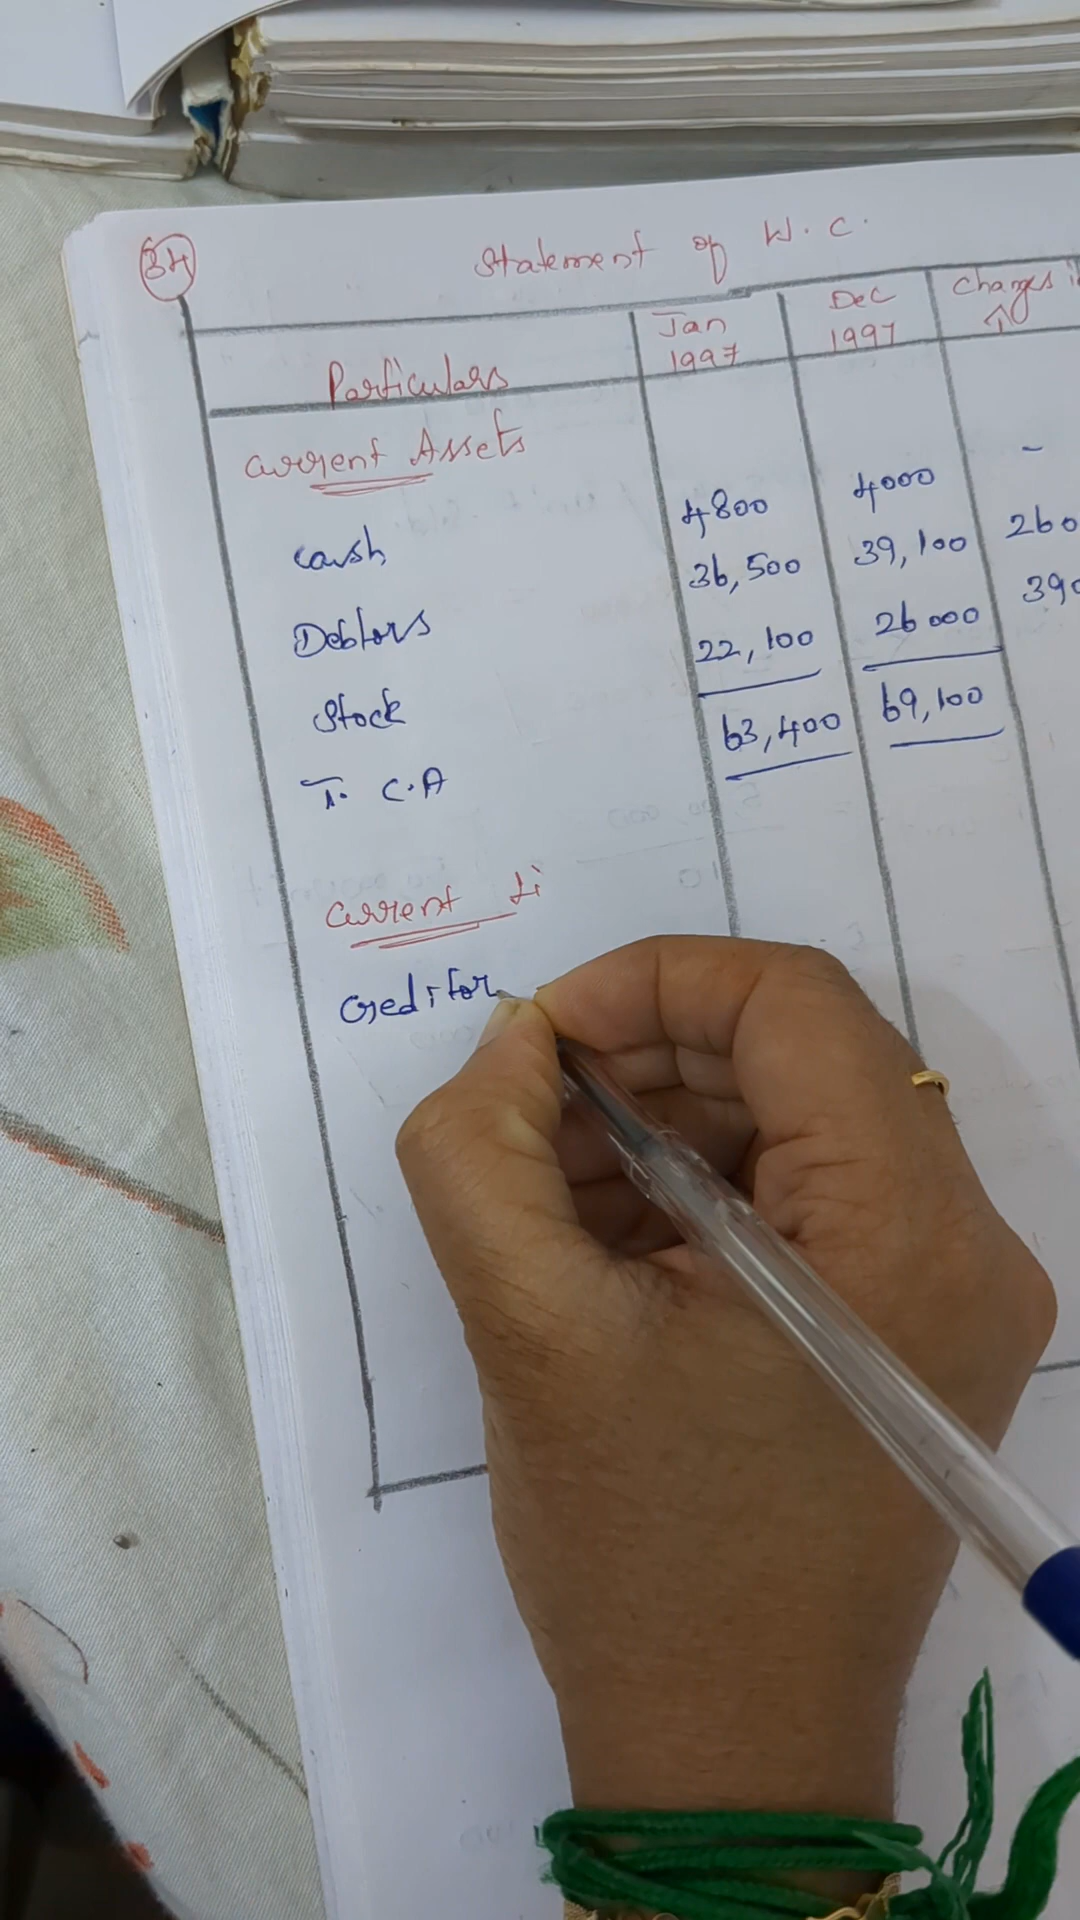 34
Statement of W. C.
Particulars Jan 1997 Dec 1997 Changes
Current Assets
Cash 4800 4000 -
Debtors 36,500 39,100 260
Stock 22,100 26000 390
T. C.A 63,400 69,100
Current Li
Creditor